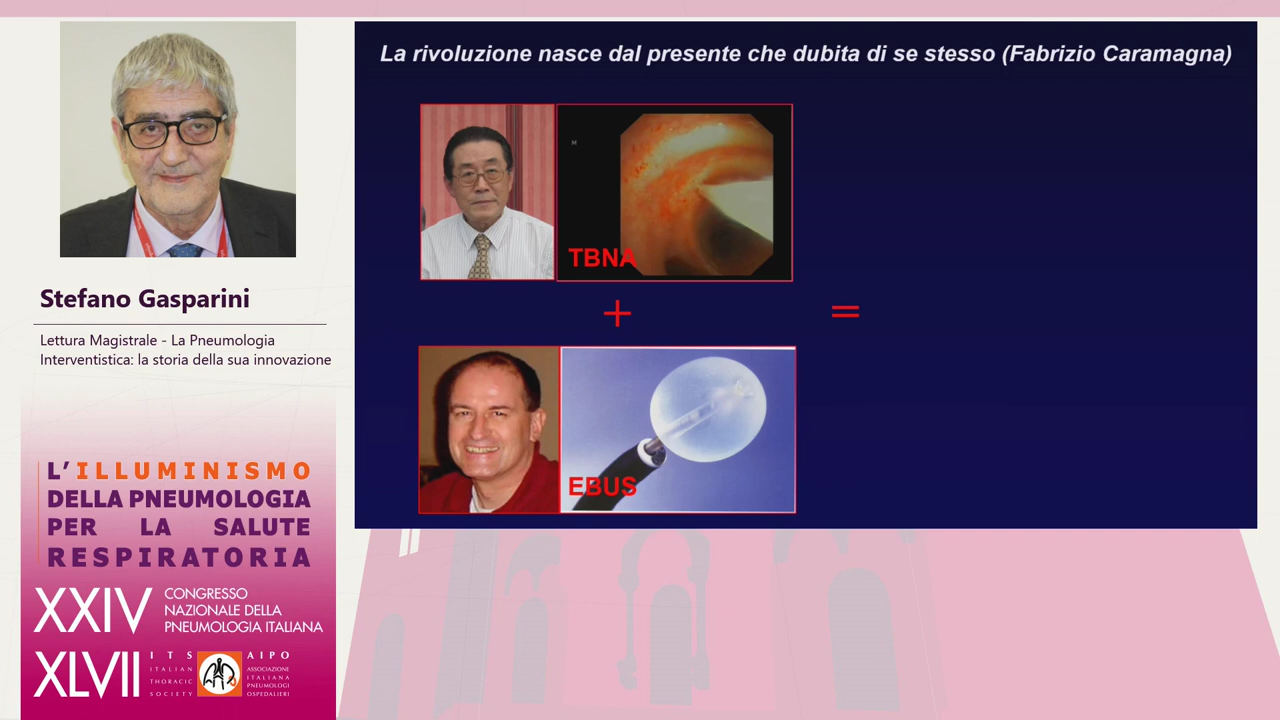 La rivoluzione nasce dal presente che dubita di se stesso (Fabrizio Caramagna)
M
TBNA
+
=
EBUS
Stefano Gasparini
Lettura Magistrale - La Pneumologia
Interventistica: la storia della sua innovazione
L’ILLUMINISMO
DELLA PNEUMOLOGIA
PER LA SALUTE
RESPIRATORIA
XXIV
CONGRESSO
NAZIONALE DELLA
PNEUMOLOGIA ITALIANA
XLVII
ITS
ITALIAN
THORACIC
SOCIETY
AIPO
ASSOCIAZIONE
ITALIANA
PNEUMOLOGI
OSPEDALIERI